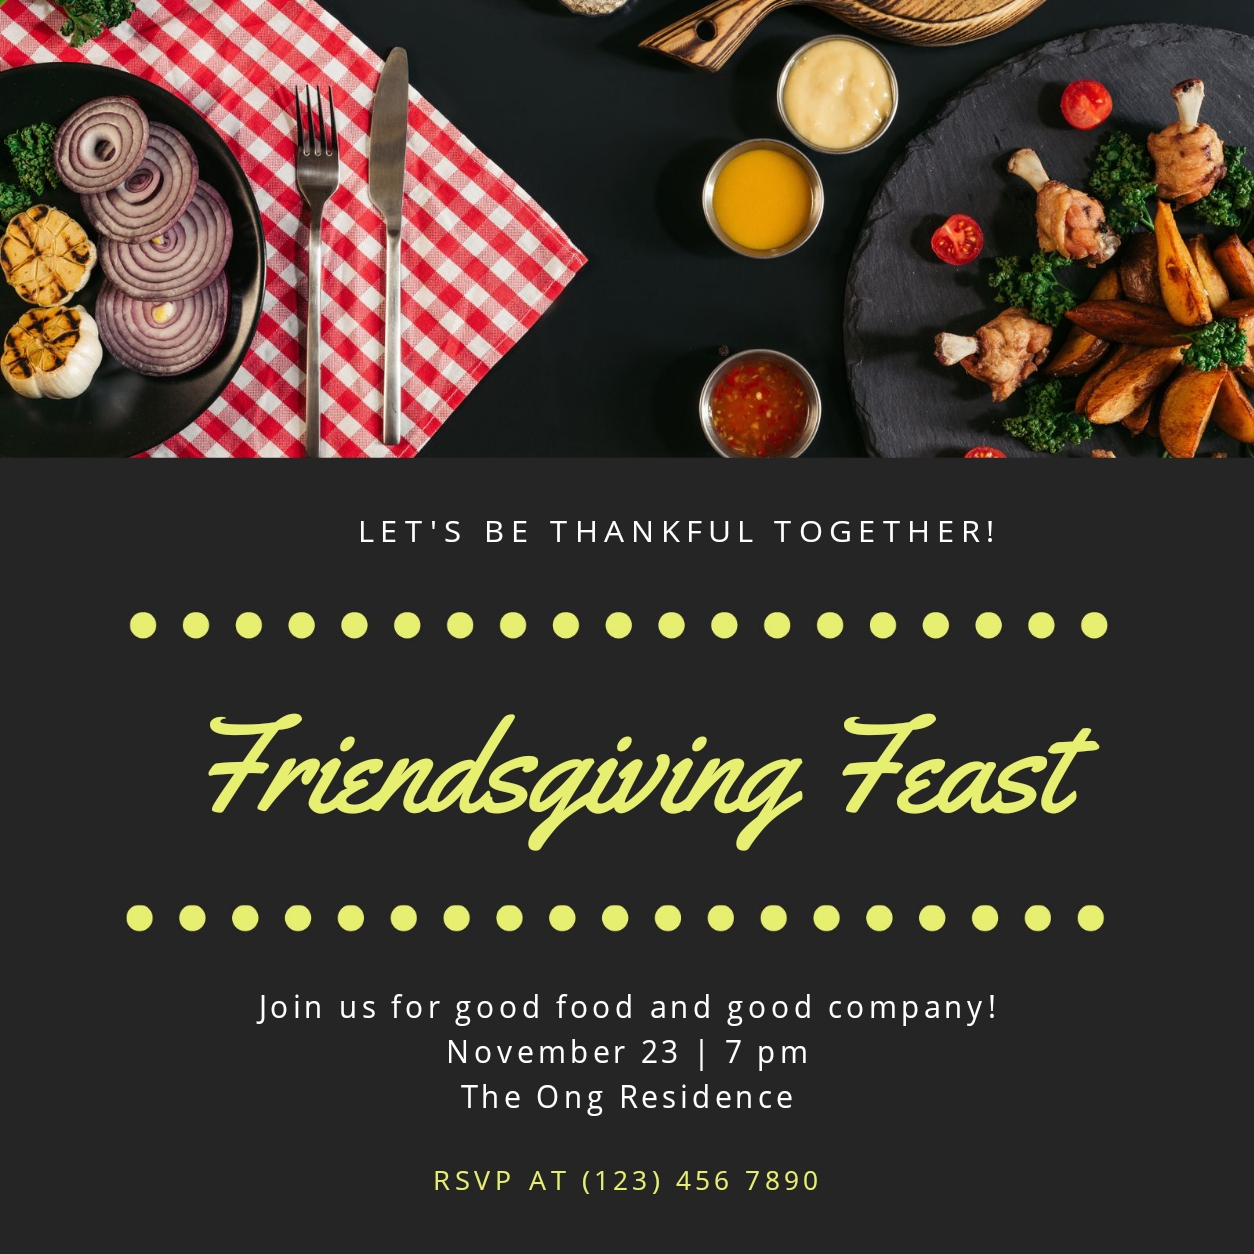 LET'S BE THANKFUL TOGETHER!
Friendsgiving Feast
Join us for good food and good company!
November 23 | 7 pm
The Ong Residence
RSVP AT (123) 456 7890